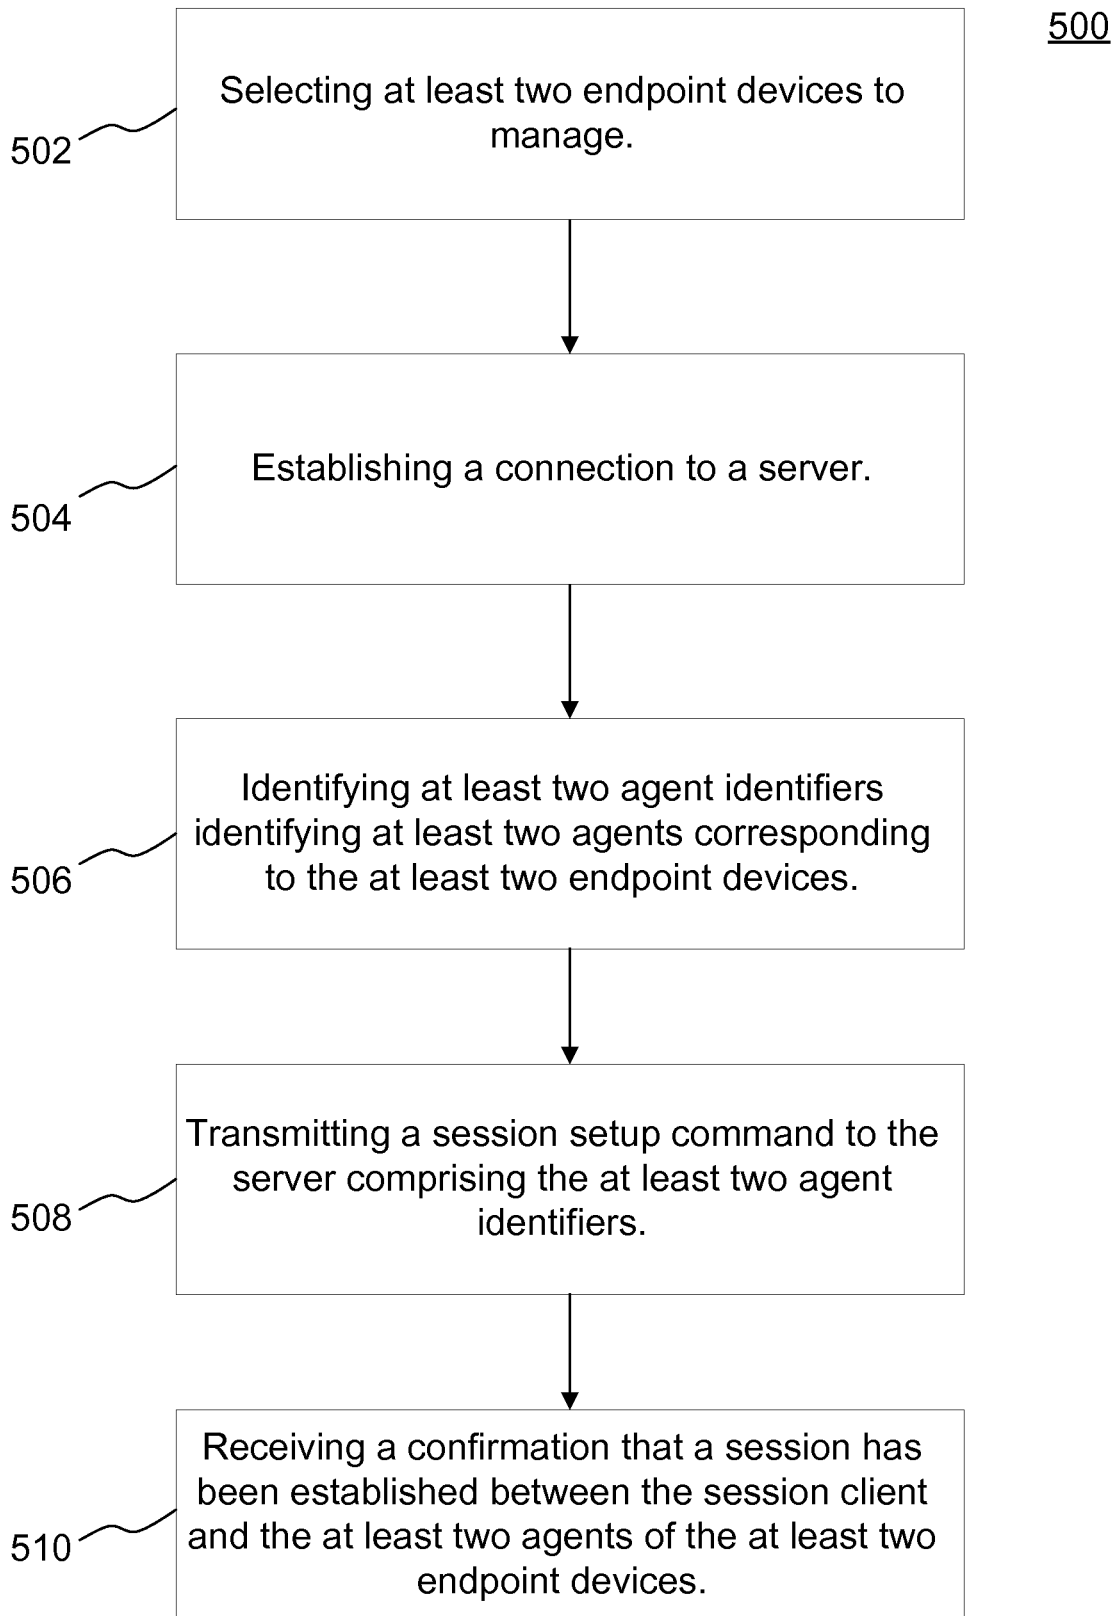 500
Selecting at least two endpoint devices to
manage.
502
Establishing a connection to a server.
504
Identifying at least two agent identifiers
identifying at least two agents corresponding
to the at least two endpoint devices.
506
Transmitting a session setup command to the
server comprising the at least two agent
identifiers.
508
Receiving a confirmation that a session has
been established between the session client
and the at least two agents of the at least two
endpoint devices.
510